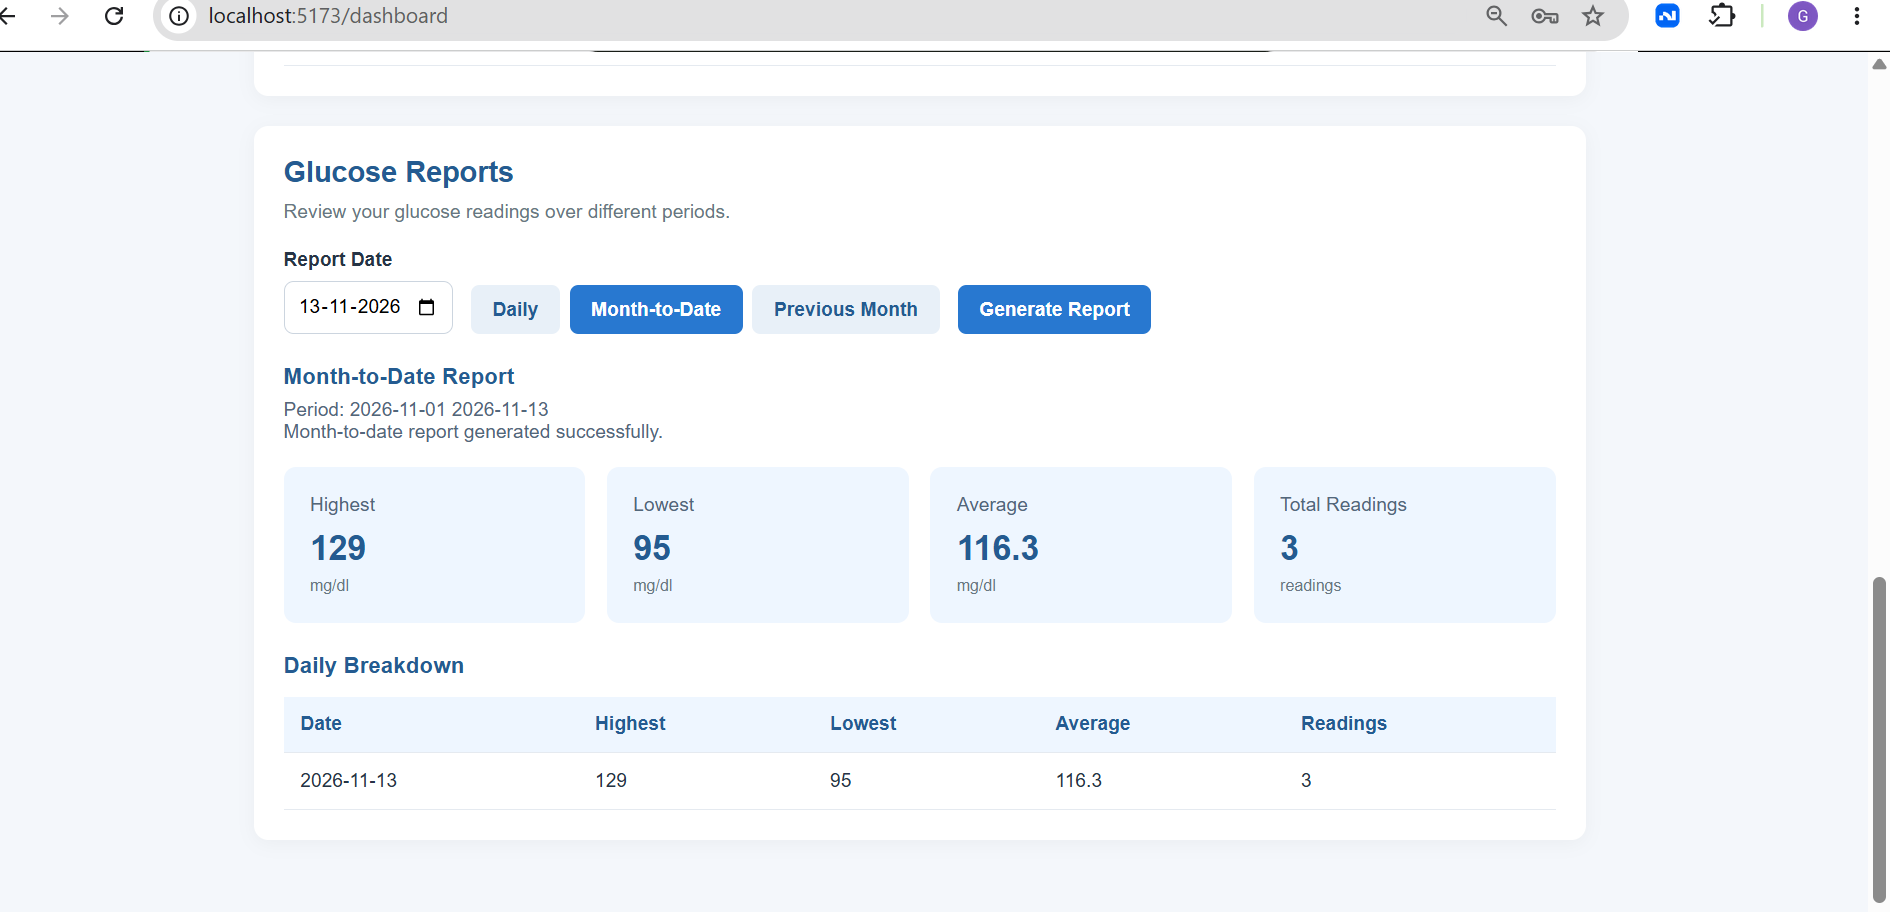 localhost:5173/dashboard
G
Glucose Reports
Review your glucose readings over different periods.
Report Date
13-11-2026
Daily
Month-to-Date
Previous Month
Generate Report
Month-to-Date Report
Period: 2026-11-01 2026-11-13
Month-to-date report generated successfully.
Highest
129
mg/dl
Lowest
95
mg/dl
Average
116.3
mg/dl
Total Readings
3
readings
Daily Breakdown
Date Highest Lowest Average Readings
2026-11-13 129 95 116.3 3